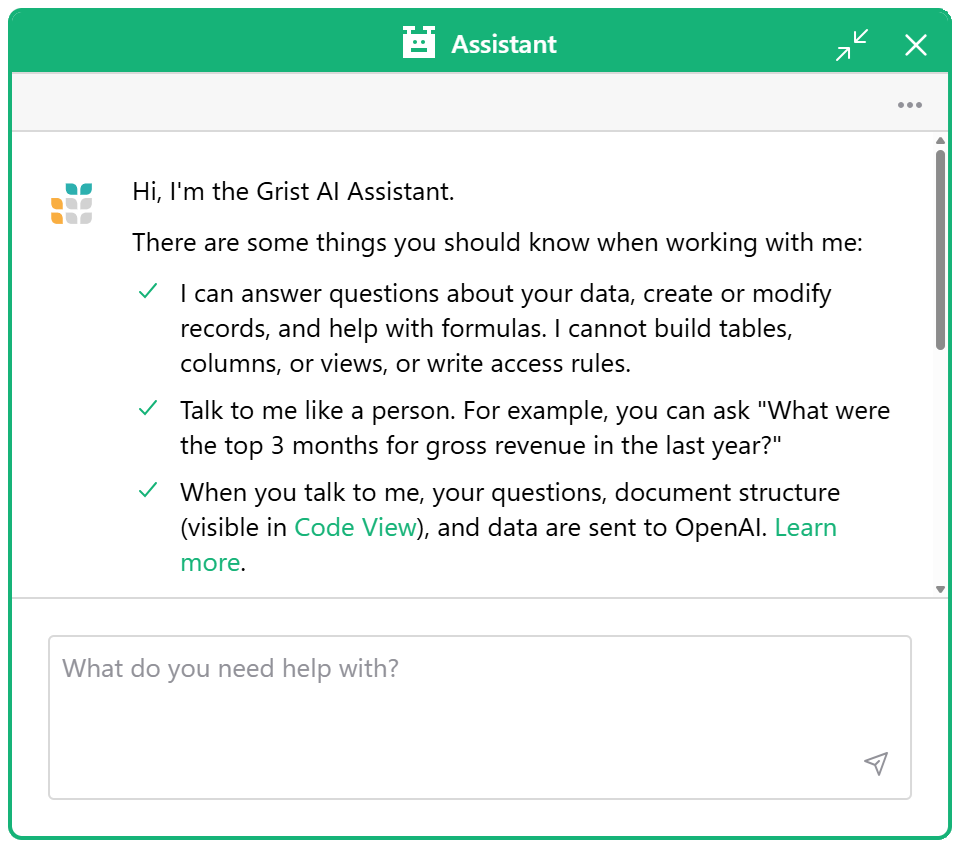 Assistant
Hi, I'm the Grist AI Assistant.
There are some things you should know when working with me:
I can answer questions about your data, create or modify
records, and help with formulas. I cannot build tables,
columns, or views, or write access rules.
Talk to me like a person. For example, you can ask "What were
the top 3 months for gross revenue in the last year?"
When you talk to me, your questions, document structure
(visible in Code View), and data are sent to OpenAI. Learn
more.
What do you need help with?